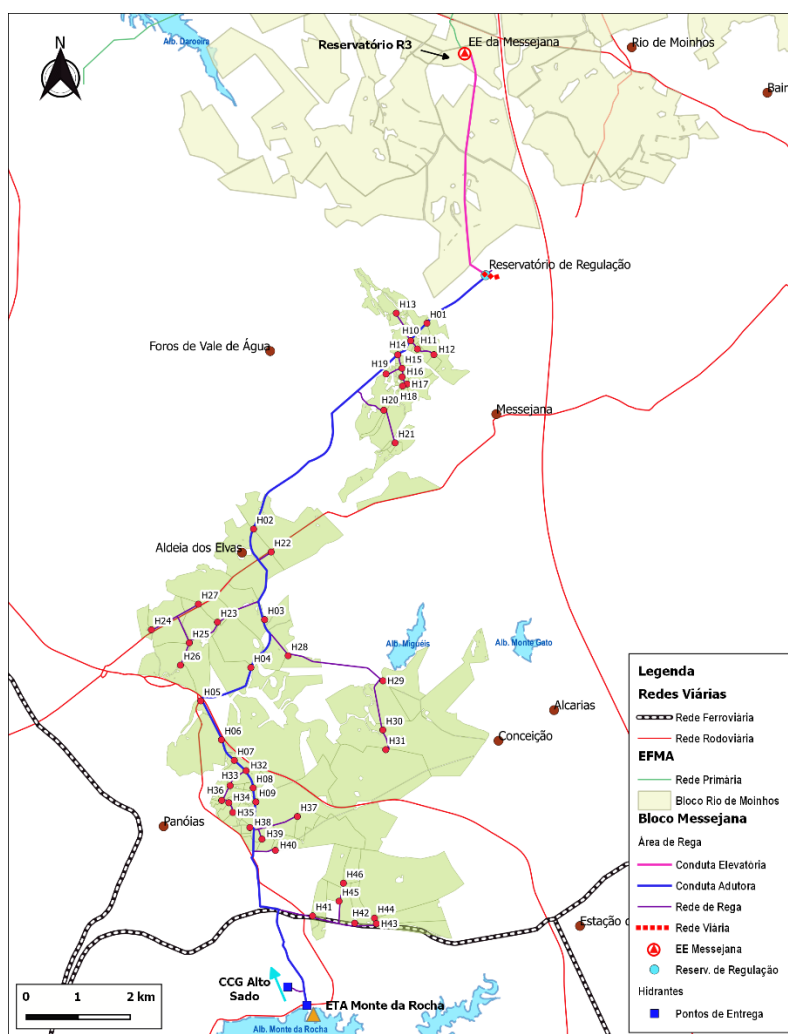 Alb. Daroeira
N
Reservatório R3
EE da Messejana
Rio de Moinhos
Bair
Reservatório de Regulação
H13
H01
H10
H11
H14
H12
Foros de Vale de Água
H15
H19
H16
H17
H18
H20
Messejana
H21
H02
Aldeia dos Elvas
H22
H27
H24
H23
H03
H25
H28
H26
H04
Alb. Migueis
Alb. Monte Gato
H29
H05
Alcarias
H30
H06
Conceição
H31
H07
H32
H33
H08
H36
H34
H09
H35
H37
Panóias
H38
H39
H40
H46
H45
H41
H42
H44
H43
Estação d
CCG Alto
Sado
ETA Monte da Rocha
Alb. Monte da Rocha
0 1 2 km
Legenda
Redes Viárias
Rede Ferroviária
Rede Rodoviária
EFMA
Rede Primária
Bloco Rio de Moinhos
Bloco Messejana
Área de Rega
Conduta Elevatória
Conduta Adutora
Rede de Rega
Rede Viária
EE Messejana
Reserv. de Regulação
Hidrantes
Pontos de Entrega